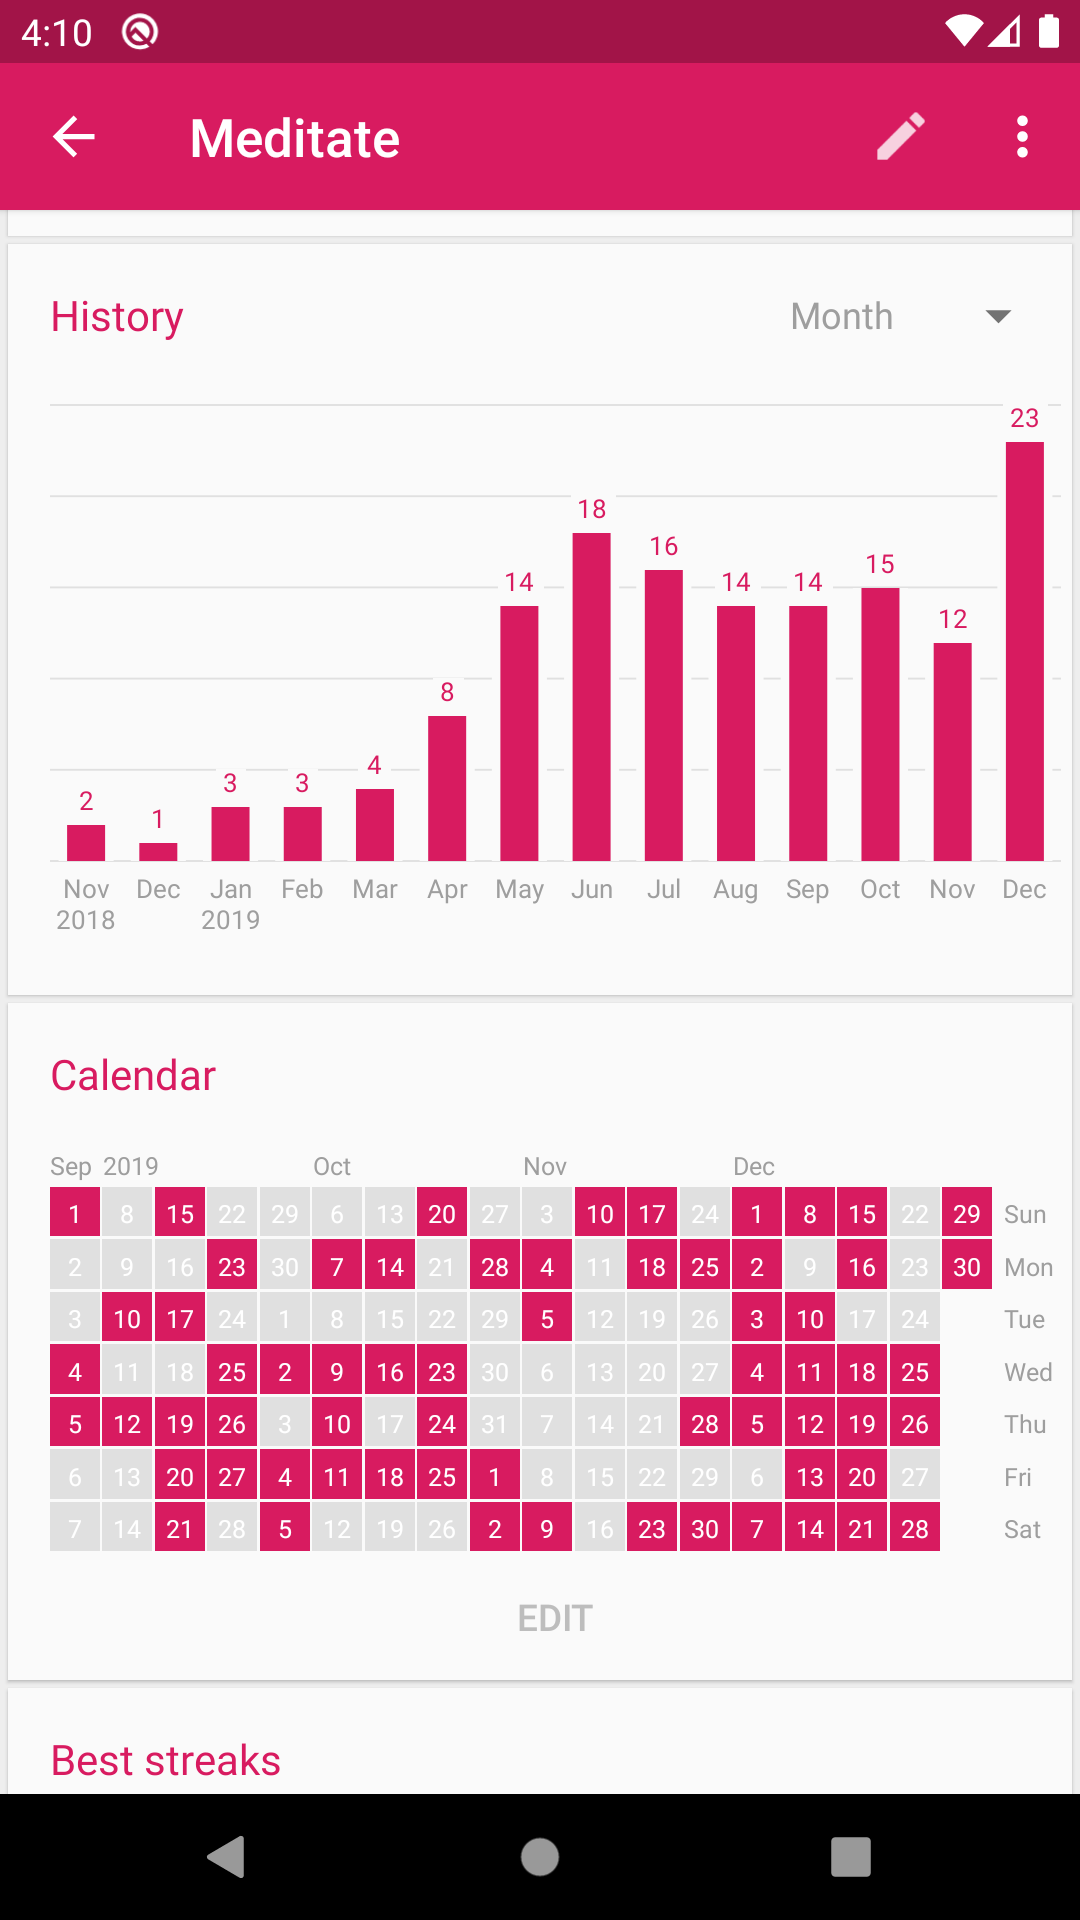 4:10
Meditate
History
Month
23
18
16
15
14
14
14
12
8
4
3
3
2
1
Nov Dec Jan Feb Mar Apr May Jun Jul Aug Sep Oct Nov Dec
2018 2019
Calendar
Sep 2019 Oct Nov Dec
1 8 15 22 29 6 13 20 27 3 10 17 24 1 8 15 22 29 Sun
2 9 16 23 30 7 14 21 28 4 11 18 25 2 9 16 23 30 Mon
3 10 17 24 1 8 15 22 29 5 12 19 26 3 10 17 24 Tue
4 11 18 25 2 9 16 23 30 6 13 20 27 4 11 18 25 Wed
5 12 19 26 3 10 17 24 31 7 14 21 28 5 12 19 26 Thu
6 13 20 27 4 11 18 25 1 8 15 22 29 6 13 20 27 Fri
7 14 21 28 5 12 19 26 2 9 16 23 30 7 14 21 28 Sat
EDIT
Best streaks